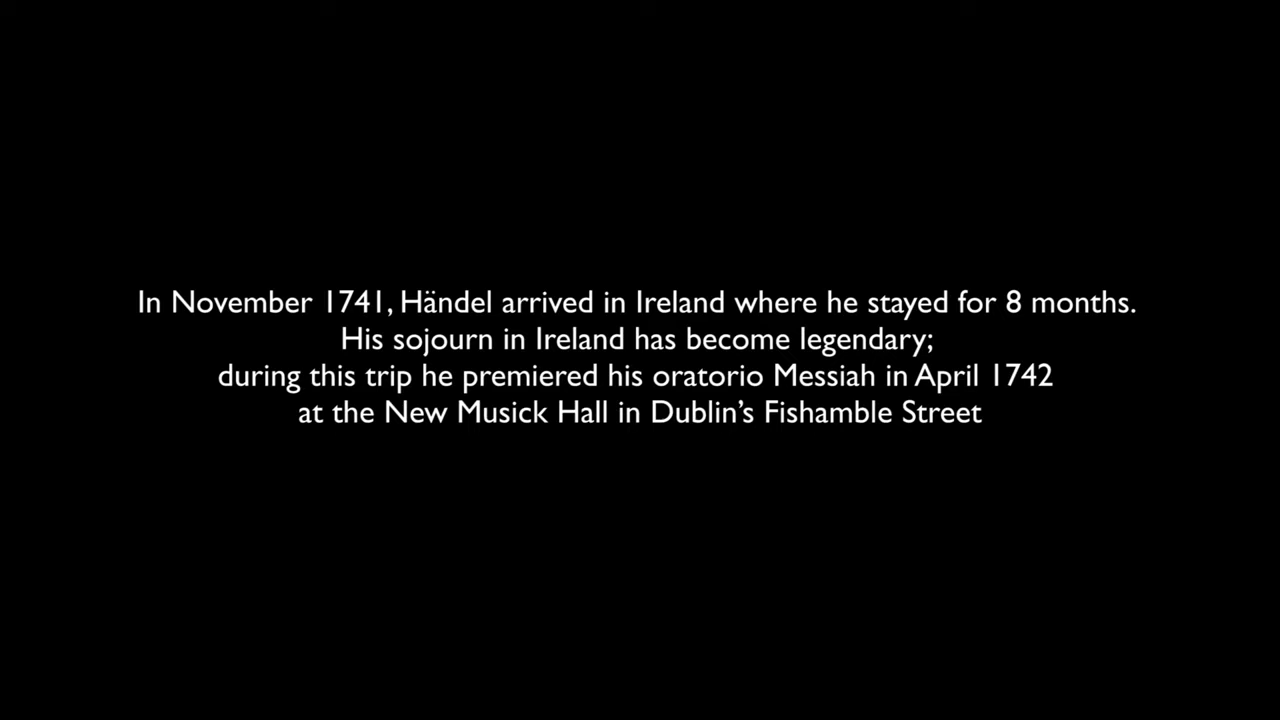 In November 1741, Händel arrived in Ireland where he stayed for 8 months.
His sojourn in Ireland has become legendary;
during this trip he premiered his oratorio Messiah in April 1742
at the New Musick Hall in Dublin’s Fishamble Street